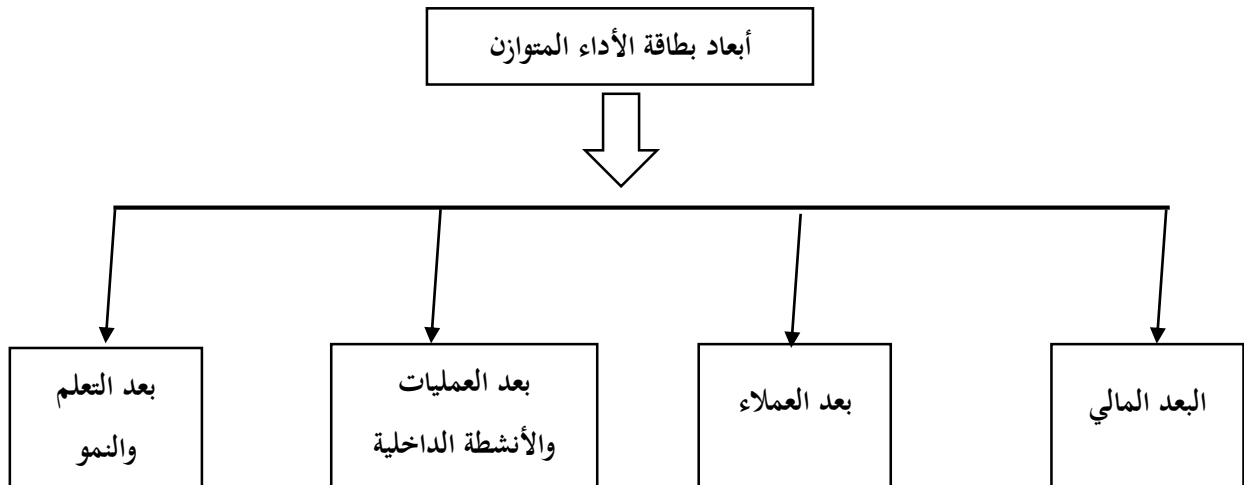 أبعاد بطاقة الأداء المتوازن
البعد المالي
بعد العملاء
بعد العمليات
والأنشطة الداخلية
بعد التعلم
والنمو